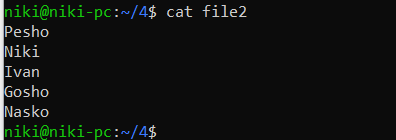 niki@niki-pc:~/4$ cat file2
Pesho
Niki
Ivan
Gosho
Nasko
niki@niki-pc:~/4$